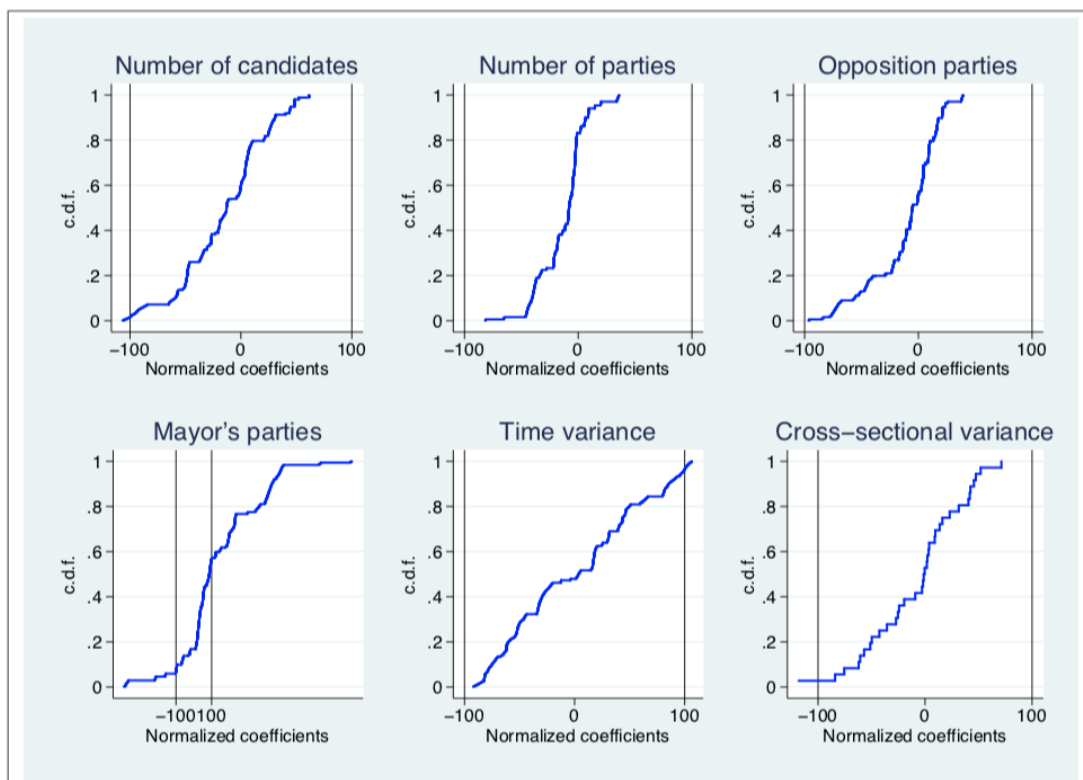 Number of candidates
1
.8
.6
.4
.2
0
c.d.f.
−100 0 100
Normalized coefficients
Number of parties
1
.8
.6
.4
.2
0
c.d.f.
−100 0 100
Normalized coefficients
Opposition parties
1
.8
.6
.4
.2
0
c.d.f.
−100 0 100
Normalized coefficients
Mayor's parties
1
.8
.6
.4
.2
0
c.d.f.
−100100
Normalized coefficients
Time variance
1
.8
.6
.4
.2
0
c.d.f.
−100 0 100
Normalized coefficients
Cross−sectional variance
1
.8
.6
.4
.2
0
c.d.f.
−100 0 100
Normalized coefficients